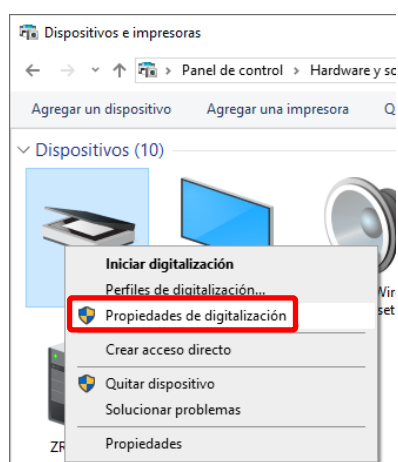 Dispositivos e impresoras
Panel de control > Hardware y
Agregar un dispositivo Agregar una impresora
Dispositivos (10)
Iniciar digitalización
Perfiles de digitalización...
Propiedades de digitalización
Crear acceso directo
Quitar dispositivo
Solucionar problemas
Propiedades